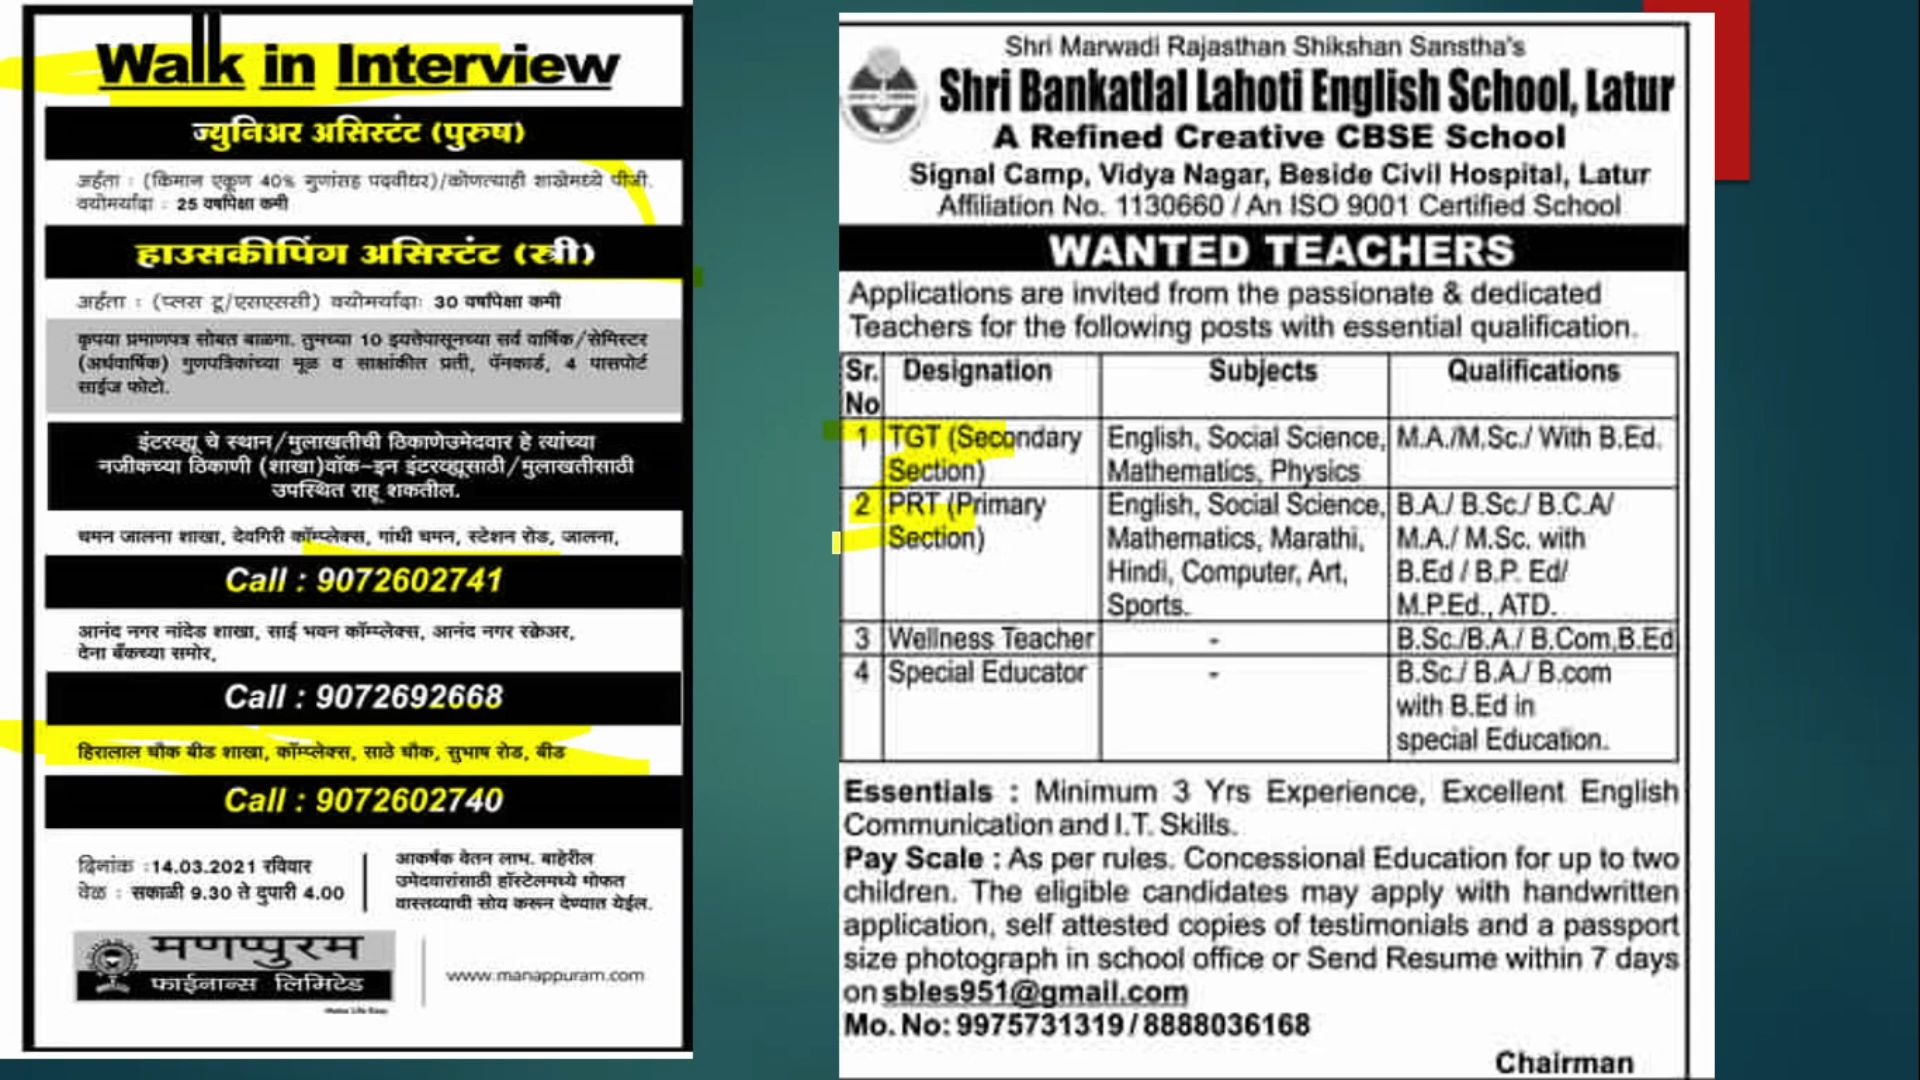 Walk in Interview
ज्युनिअर असिस्टंट (पुरुष)
अर्हता : (किमान एकूण 40% गुणांसह पदवीधर)/कोणत्याही शाखेमध्ये पीजी.
वयोमर्यादा : 25 वर्षापेक्षा कमी
हाउसकीपिंग असिस्टंट (स्त्री)
अर्हता : (प्लस टू/एसएससी) वयोमर्यादाः 30 वर्षापेक्षा कमी
कृपया प्रमाणपत्र सोबत बाळगा. तुमच्या 10 इयत्तेपासूनच्या सर्व वार्षिक/सेमिस्टर
(अर्धवार्षिक) गुणपत्रिकांच्या मूळ व साक्षांकीत प्रती, पॅनकार्ड, 4 पासपोर्ट
साईज फोटो.
इंटरव्ह्यू चे स्थान/मुलाखतीची ठिकाणेउमेदवार हे त्यांच्या
नजीकच्या ठिकाणी (शाखा)वॉक-इन इंटरव्ह्यूसाठी/मुलाखतीसाठी
उपस्थित राहू शकतील.
चमन जालना शाखा, देवगिरी कॉम्प्लेक्स, गांधी चमन, स्टेशन रोड, जालना,
Call : 9072602741
आनंद नगर नांदेड शाखा, साई भवन कॉम्प्लेक्स, आनंद नगर स्क्वेअर,
देना बँकच्या समोर,
Call : 9072692668
हिरालाल चौक बीड शाखा, कॉम्प्लेक्स, साठे चौक, सुभाष रोड, बीड
Call : 9072602740
दिनांक :14.03.2021 रविवार
वेळ : सकाळी 9.30 ते दुपारी 4.00
आकर्षक वेतन लाभ. बाहेरील
उमेदवारांसाठी हॉस्टेलमध्ये मोफत
वास्तव्याची सोय करून देण्यात येईल.
मणप्पुरम
फाईनान्स लिमिटेड
Make Life Easy
www.manappuram.com
Shri Marwadi Rajasthan Shikshan Sanstha's
Shri Bankatlal Lahoti English School, Latur
A Refined Creative CBSE School
Signal Camp, Vidya Nagar, Beside Civil Hospital, Latur
Affiliation No. 1130660 / An ISO 9001 Certified School
WANTED TEACHERS
Applications are invited from the passionate & dedicated
Teachers for the following posts with essential qualification.
Sr. No Designation Subjects Qualifications
1 TGT (Secondary English, Social Science, M.A./M.Sc./ With B.Ed.
Section) Mathematics, Physics
2 PRT (Primary English, Social Science, B.A./ B.Sc./ B.C.A/
Section) Mathematics, Marathi, M.A./ M.Sc. with
Hindi, Computer, Art, B.Ed / B.P. Ed/
Sports. M.P.Ed., ATD.
3 Wellness Teacher - B.Sc./B.A./ B.Com,B.Ed
4 Special Educator - B.Sc./ B.A./ B.com
with B.Ed in
special Education.
Essentials : Minimum 3 Yrs Experience, Excellent English
Communication and I.T. Skills.
Pay Scale : As per rules. Concessional Education for up to two
children. The eligible candidates may apply with handwritten
application, self attested copies of testimonials and a passport
size photograph in school office or Send Resume within 7 days
on sbles951@gmail.com
Mo. No: 9975731319 / 8888036168
Chairman